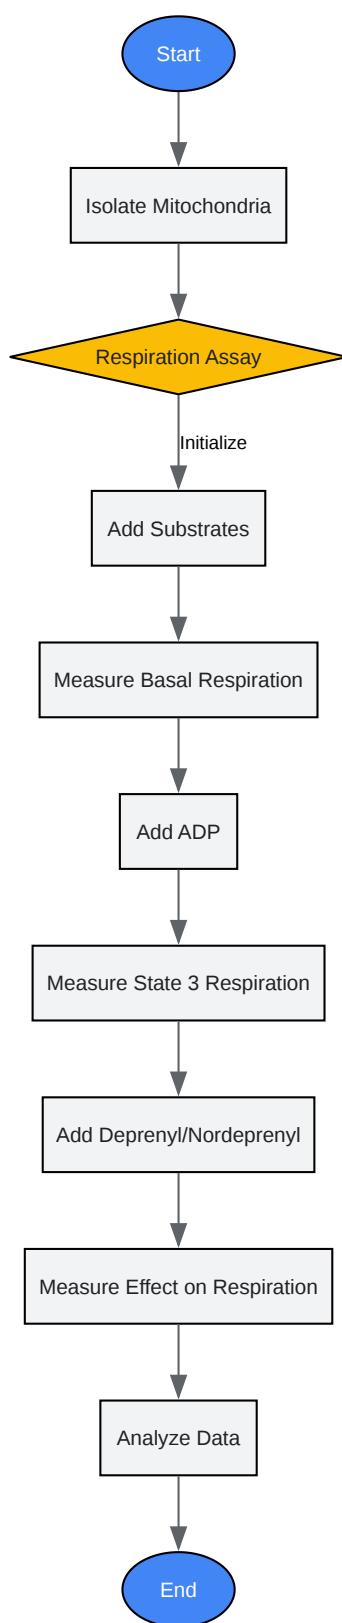 Start
Isolate Mitochondria
Respiration Assay
Initialize
Add Substrates
Measure Basal Respiration
Add ADP
Measure State 3 Respiration
Add Deprenyl/Nordeprenyl
Measure Effect on Respiration
Analyze Data
End